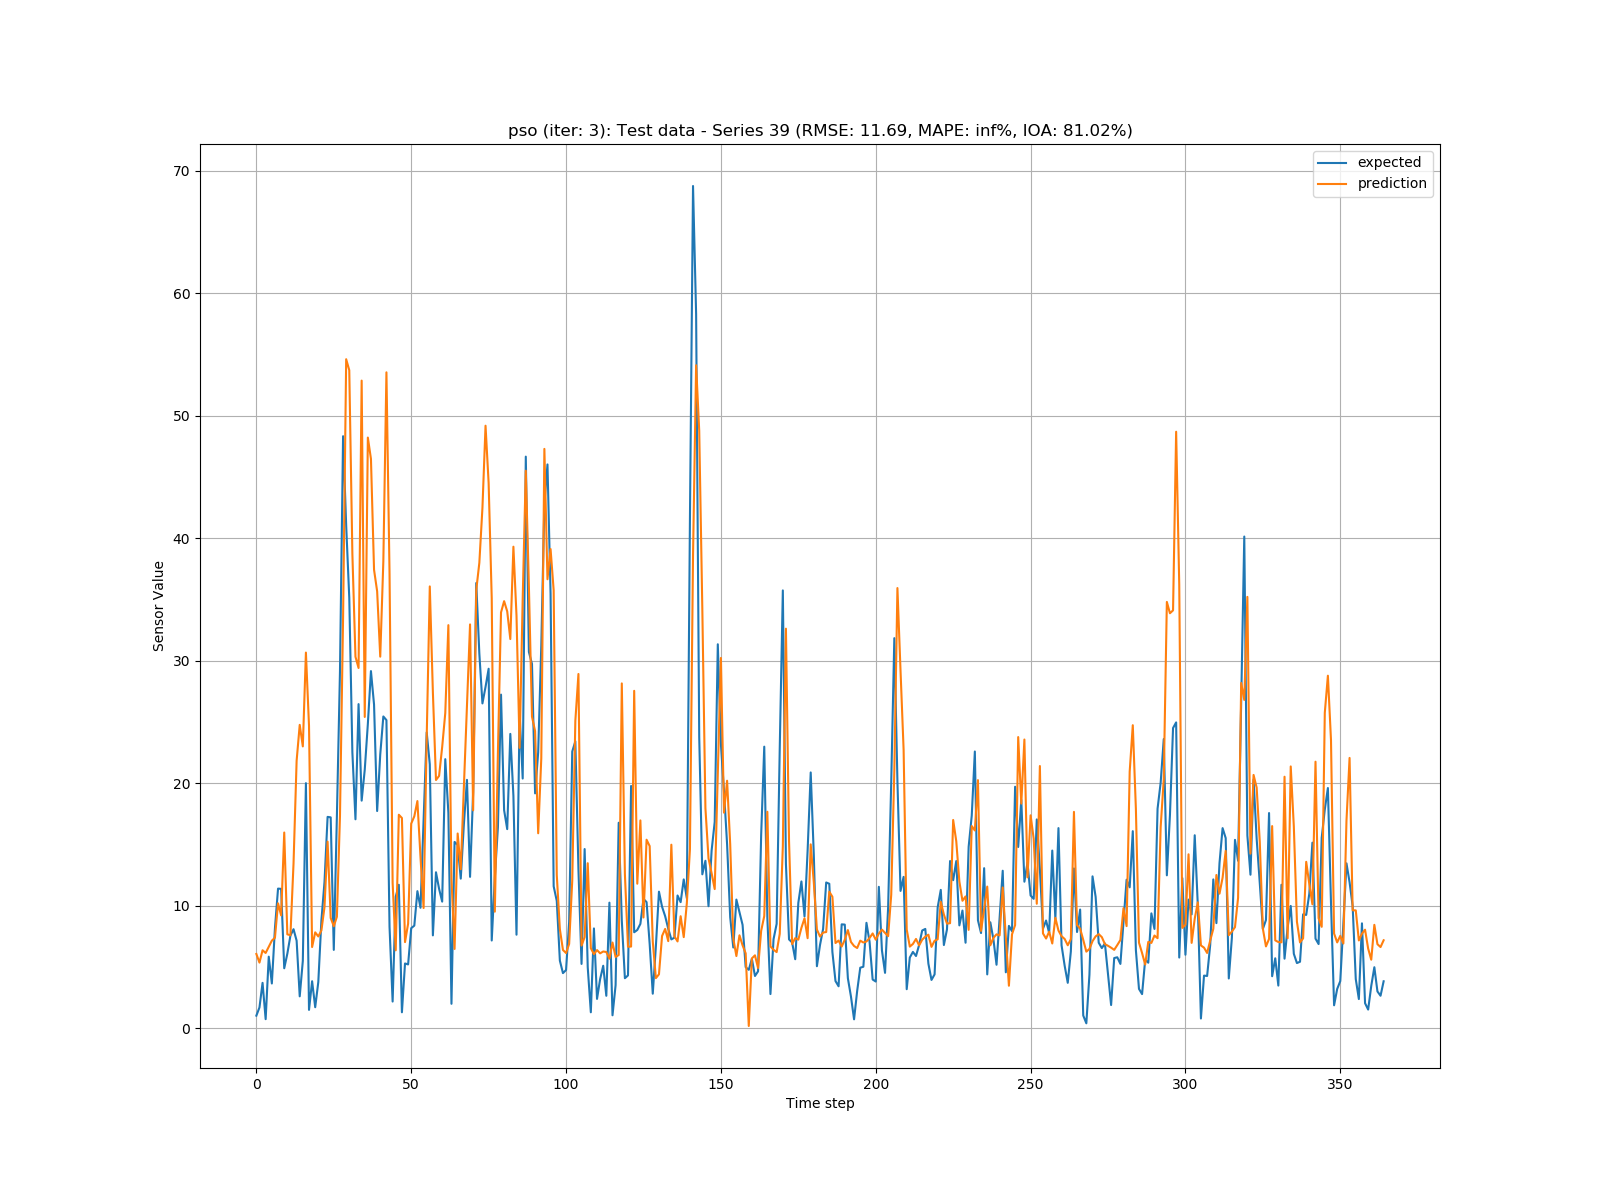 pso (iter: 3): Test data - Series 39 (RMSE: 11.69, MAPE: inf%, IOA: 81.02%)
expected
prediction
70
60
50
40
30
20
10
0
Sensor Value
0 50 100 150 200 250 300 350
Time step